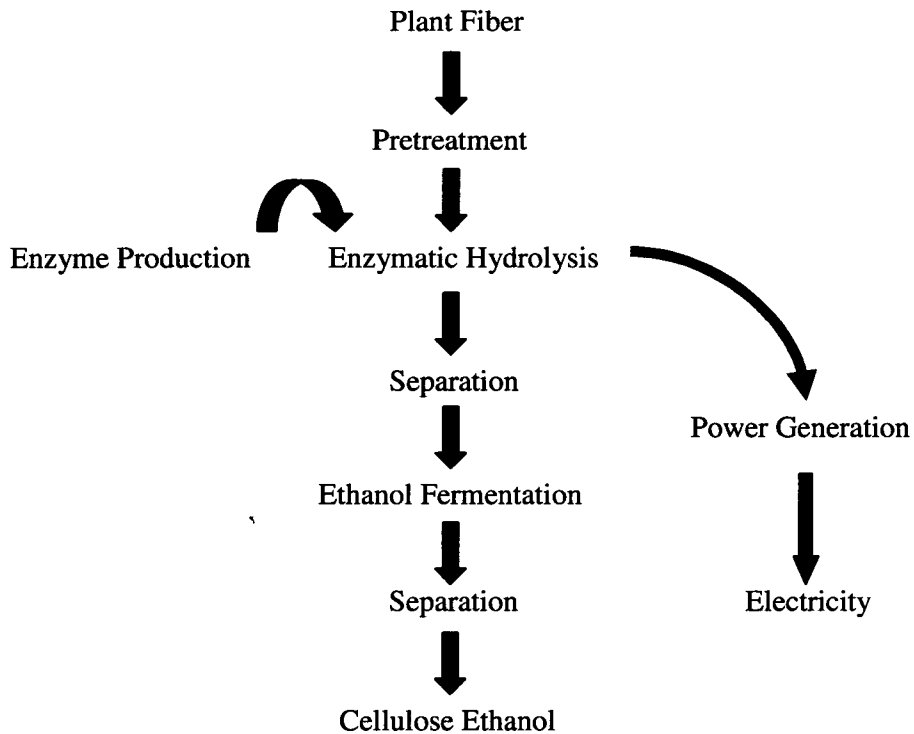 Plant Fiber
Pretreatment
Enzyme Production
Enzymatic Hydrolysis
Separation
Power Generation
Ethanol Fermentation
Separation
Electricity
Cellulose Ethanol